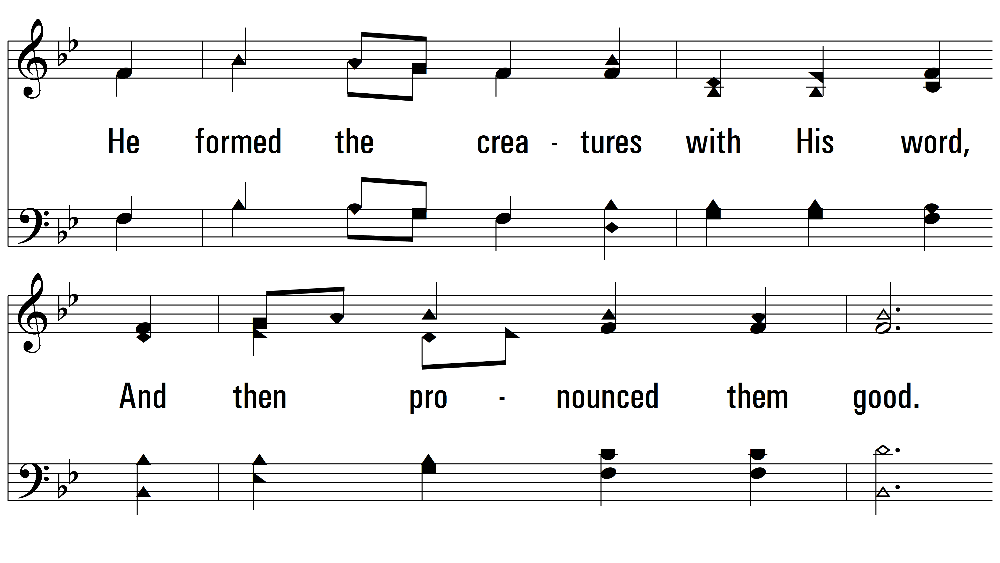 He formed the crea - tures with His word,
And then pro - nounced them good.